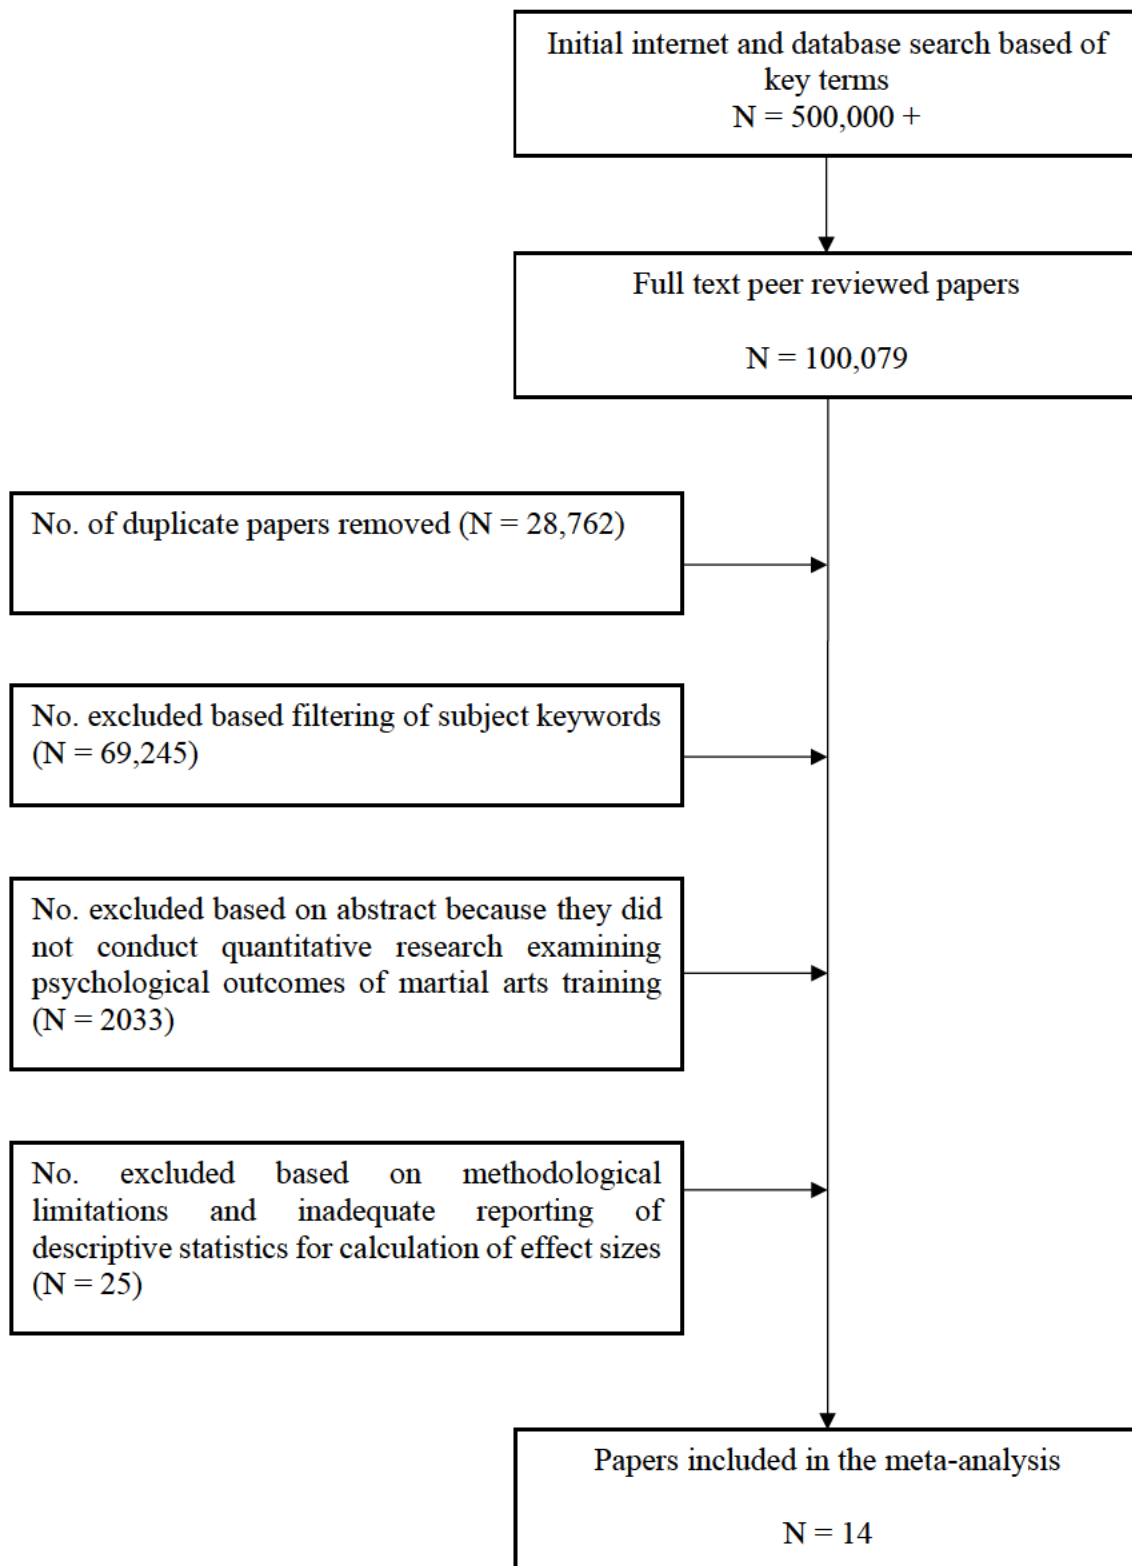 Initial internet and database search based of
key terms
N = 500,000 +
Full text peer reviewed papers
N = 100,079
No. of duplicate papers removed (N = 28,762)
No. excluded based filtering of subject keywords
(N = 69,245)
No. excluded based on abstract because they did
not conduct quantitative research examining
psychological outcomes of martial arts training
(N = 2033)
No. excluded based on methodological
limitations and inadequate reporting of
descriptive statistics for calculation of effect sizes
(N = 25)
Papers included in the meta-analysis
N = 14